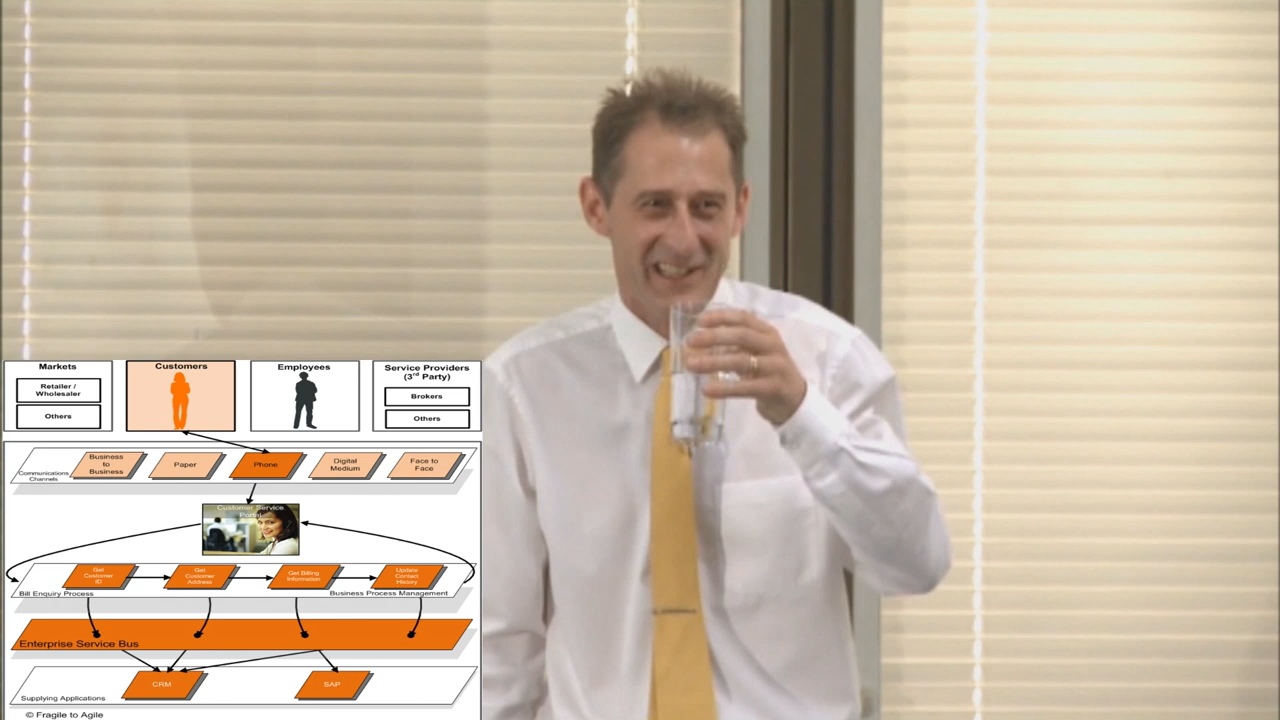 Markets
Retailer /
Wholesaler
Others
Customers
Employees
Service Providers
(3rd Party)
Brokers
Others
Communications
Channels
Business
to
Business
Paper
Phone
Digital
Medium
Face to
Face
Customer Service
Portal
Get
Customer
ID
Get
Customer
Address
Get Billing
Information
Update
Contact
History
Bill Enquiry Process
Business Process Management
Enterprise Service Bus
CRM
SAP
Supplying Applications
© Fragile to Agile